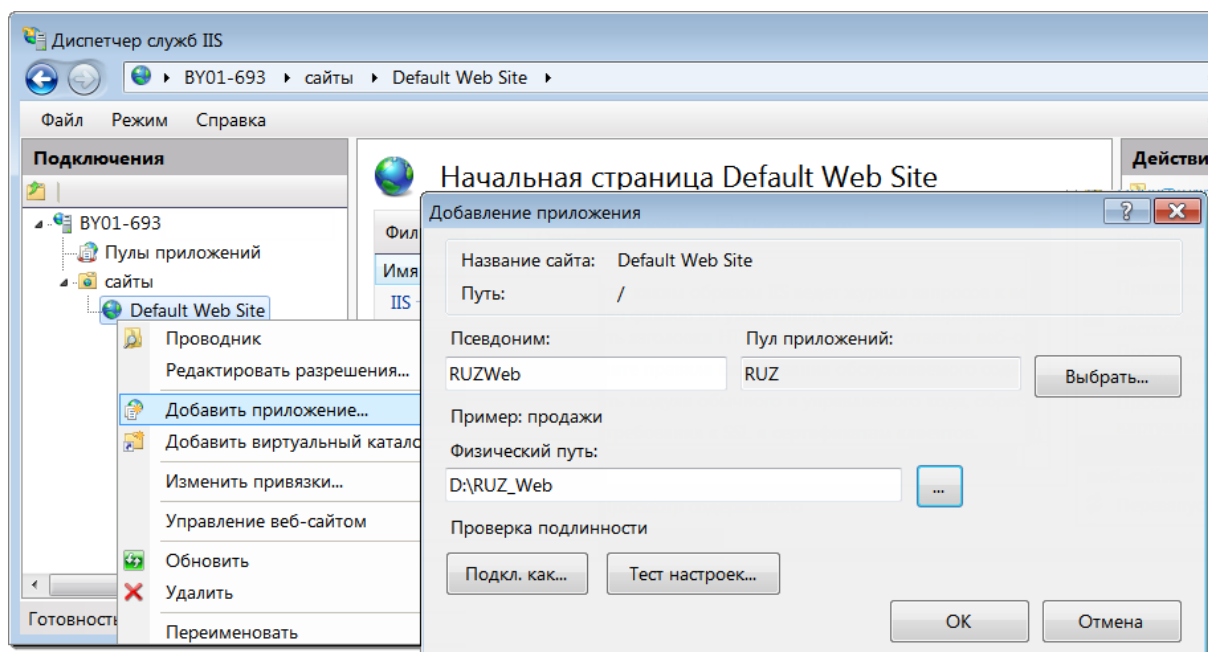 Диспетчер служб IIS
BY01-693 сайты Default Web Site
Файл Режим Справка
Подключения
BY01-693
Пулы приложений
сайты
Default Web Site
Проводник
Редактировать разрешения...
Добавить приложение...
Добавить виртуальный катало
Изменить привязки...
Управление веб-сайтом
Обновить
Удалить
Переименовать
Готовность
Начальная страница Default Web Site
Фил
Имя
IIS
Действи
Добавление приложения
Название сайта: Default Web Site
Путь: /
Псевдоним: Пул приложений:
RUZWeb RUZ Выбрать...
Пример: продажи
Физический путь:
D:\RUZ_Web ...
Проверка подлинности
Подкл. как... Тест настроек...
OK Отмена